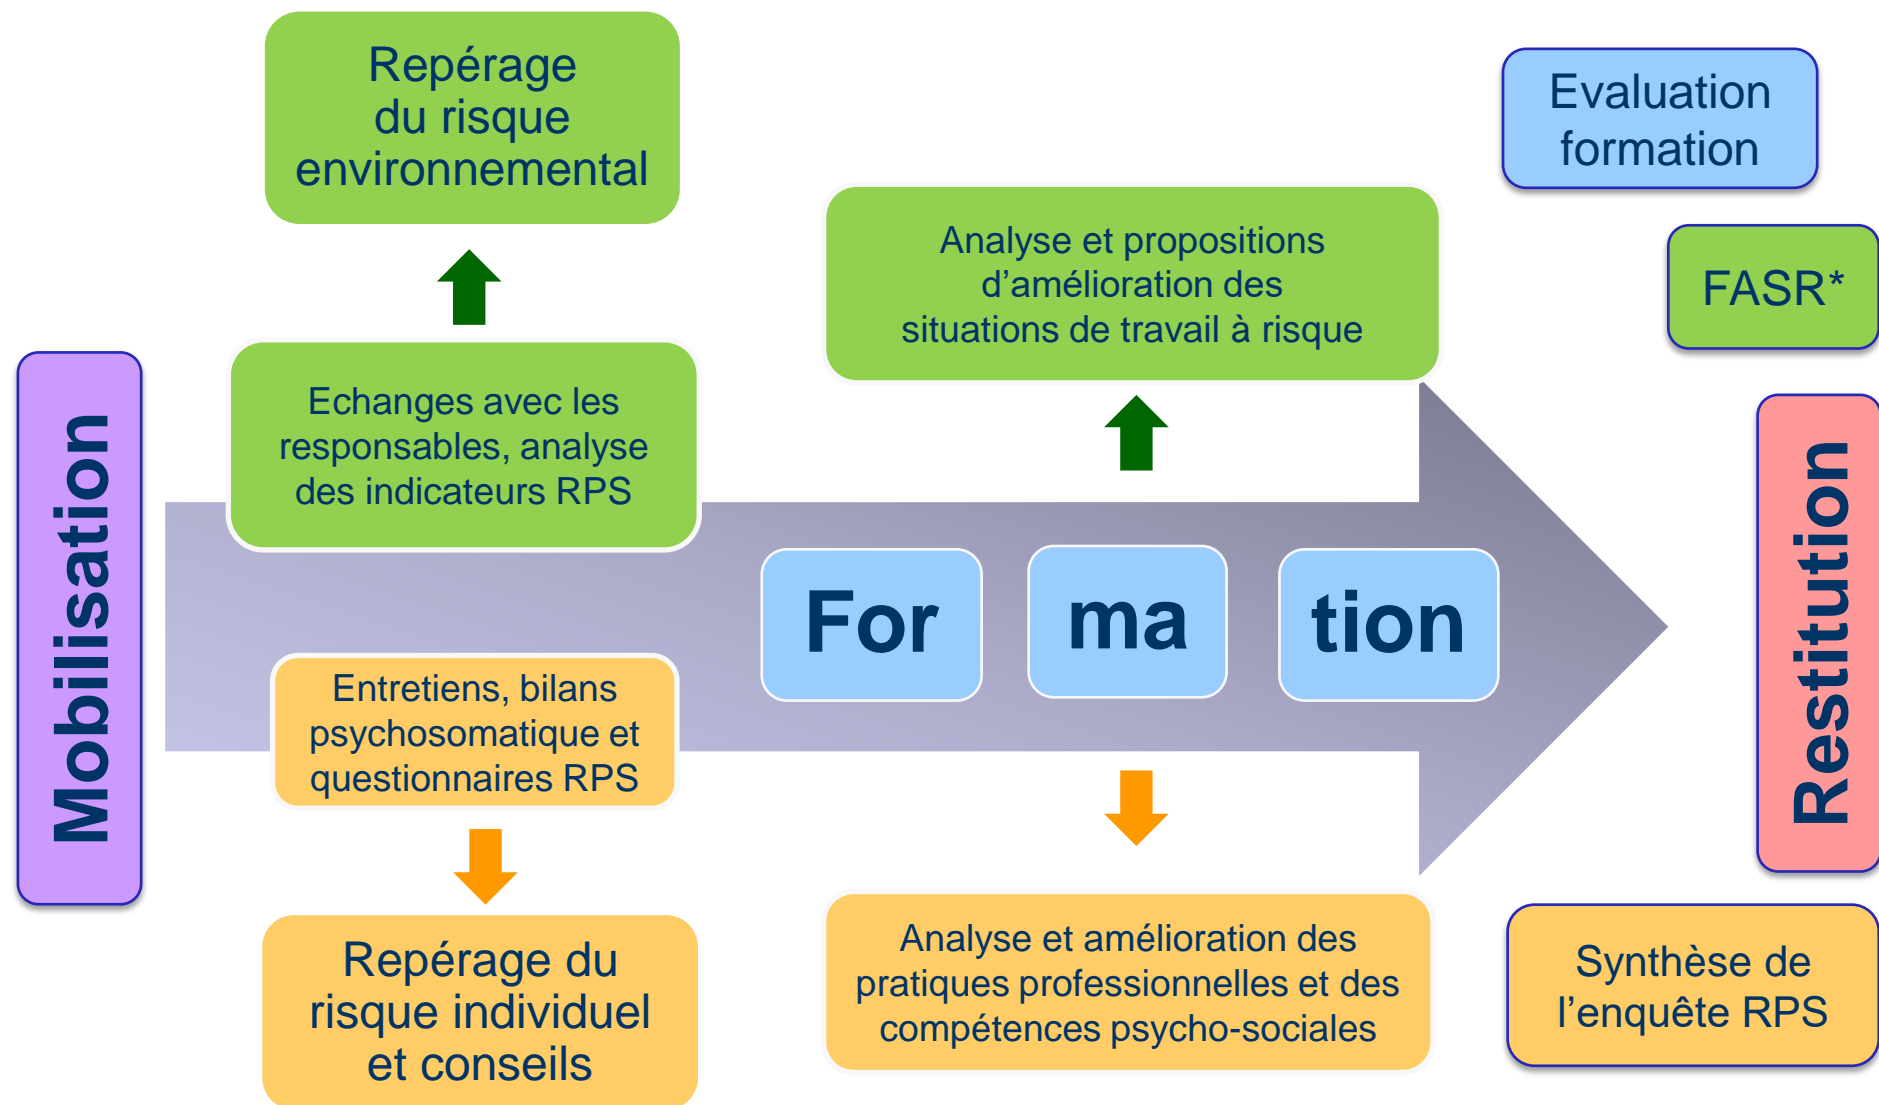 Mobilisation
Repérage
du risque
environnemental
Echanges avec les
responsables, analyse
des indicateurs RPS
Entretiens, bilans
psychosomatique et
questionnaires RPS
Repérage du
risque individuel
et conseils
Analyse et propositions
d’amélioration des
situations de travail à risque
For
ma
tion
Analyse et amélioration des
pratiques professionnelles et des
compétences psycho-sociales
Evaluation
formation
FASR*
Restitution
Synthèse de
l’enquête RPS